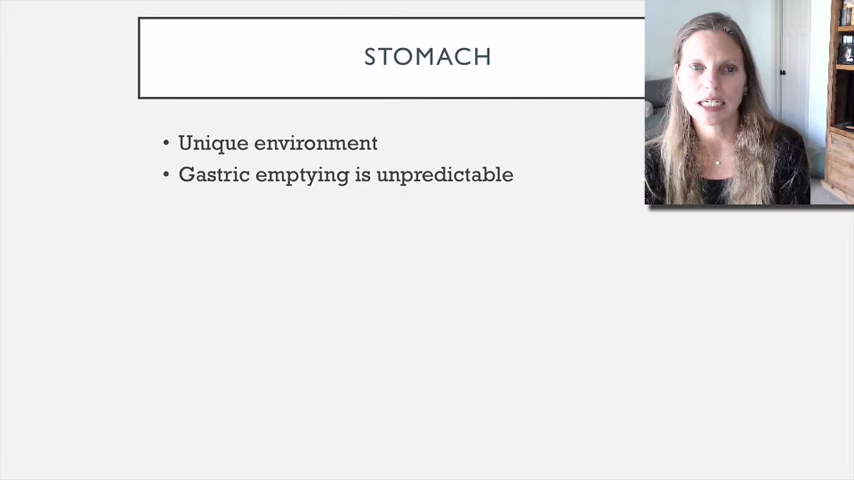 STOMACH
• Unique environment
• Gastric emptying is unpredictable